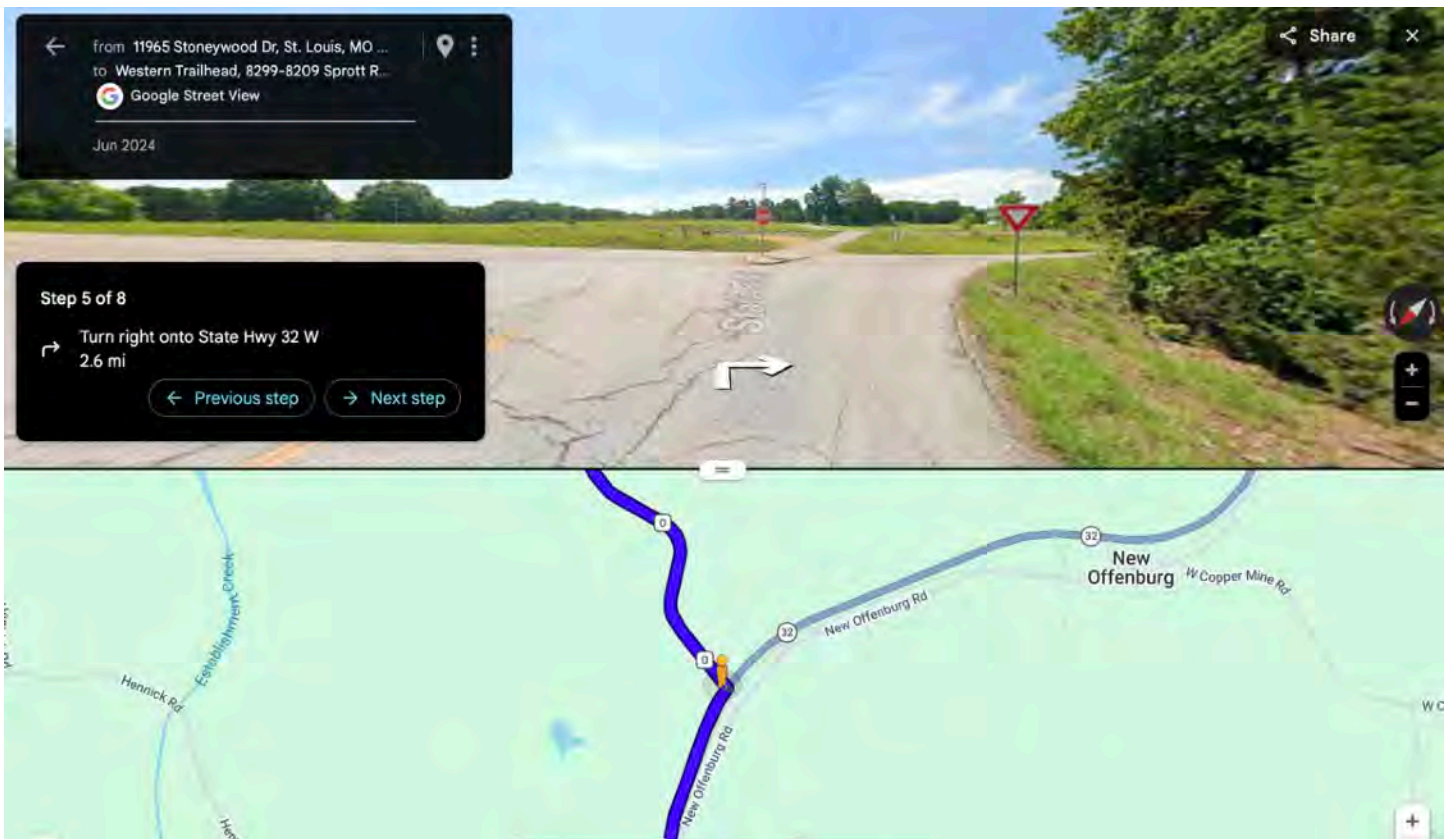 from 11965 Stoneywood Dr, St. Louis, MO ...
to Western Trailhead, 8299-8209 Sprott R...
Google Street View
Jun 2024
Share
Step 5 of 8
Turn right onto State Hwy 32 W
2.6 mi
Previous step
Next step
O
32
New
Offenburg
W Copper Mine Rd
New Offenburg Rd
32
O
Establishment Creek
Hennick Rd
New Offenburg Rd
W C
Hen